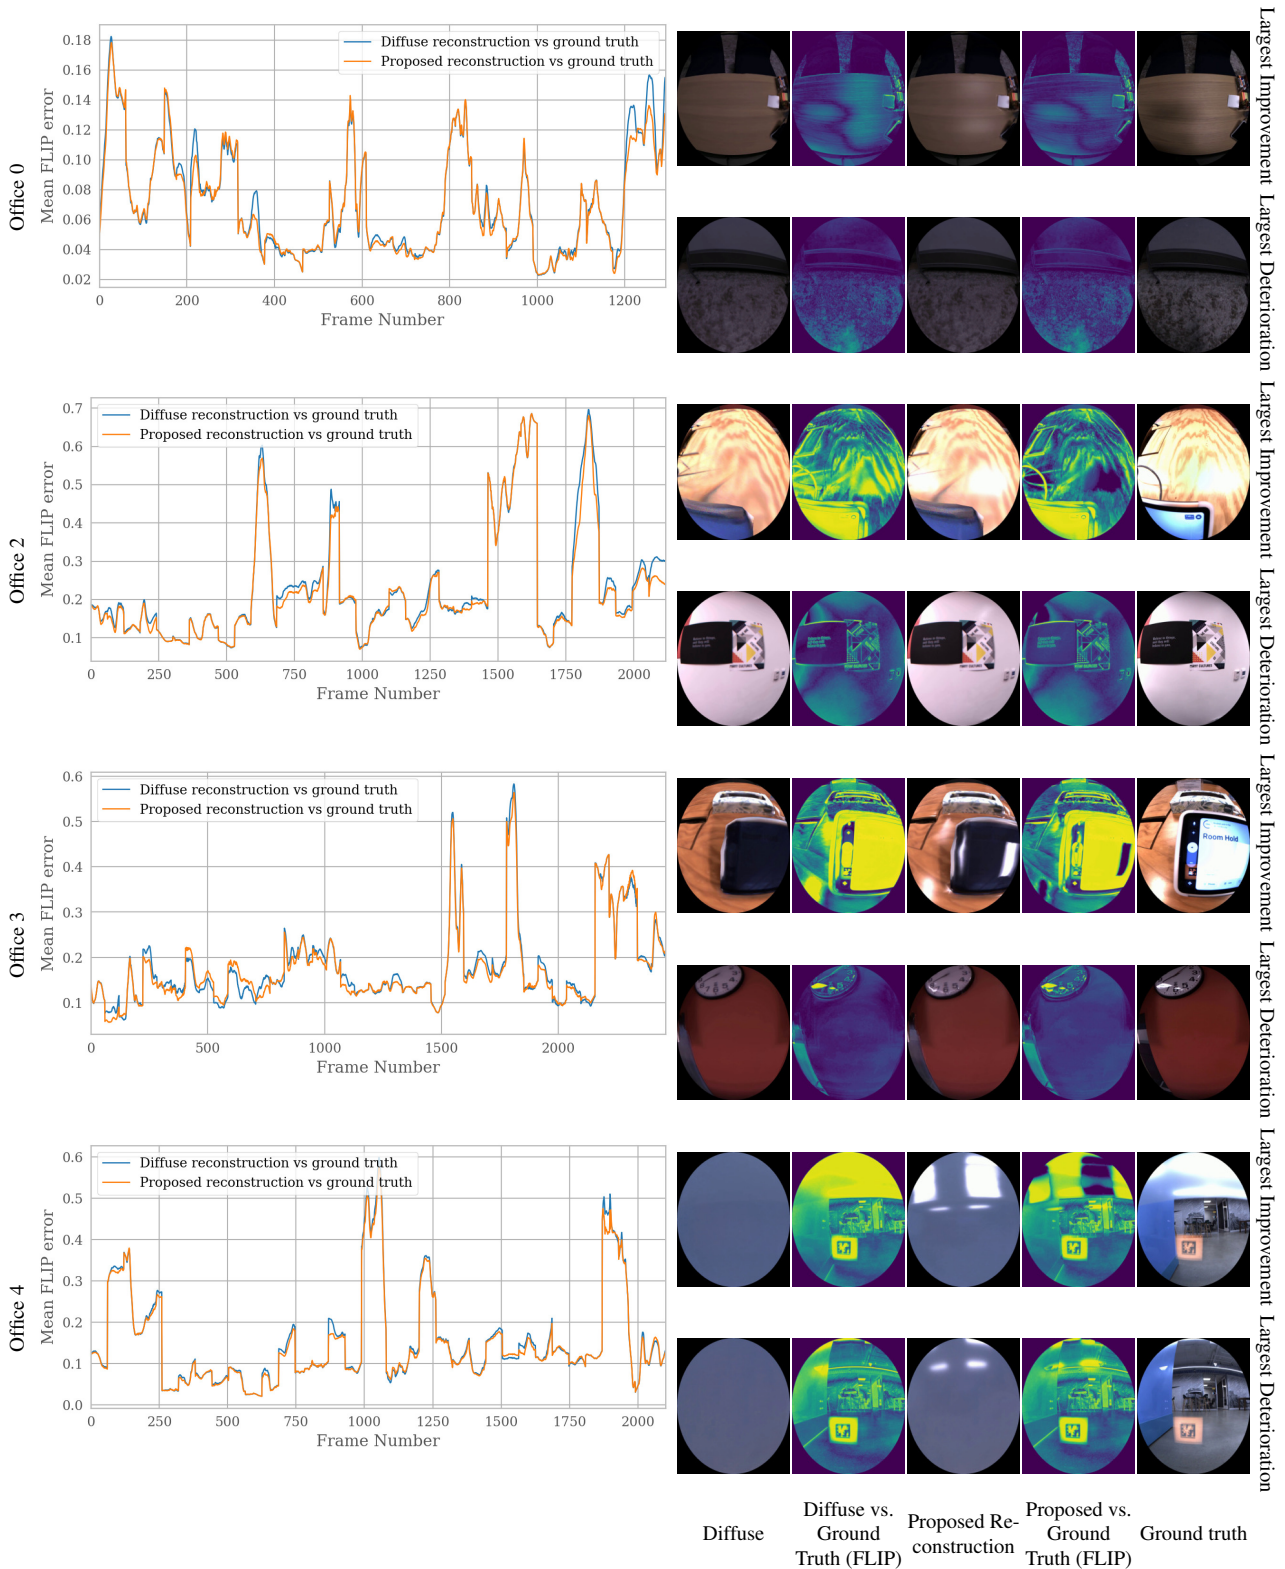 Office 0
Mean FLIP error
0.18
0.16
0.14
0.12
0.10
0.08
0.06
0.04
0.02
Diffuse reconstruction vs ground truth
Proposed reconstruction vs ground truth
0 200 400 600 800 1000 1200
Frame Number
Largest Improvement
Largest Deterioration
Office 2
Mean FLIP error
0.7
0.6
0.5
0.4
0.3
0.2
0.1
Diffuse reconstruction vs ground truth
Proposed reconstruction vs ground truth
0 250 500 750 1000 1250 1500 1750 2000
Frame Number
Largest Improvement
Largest Deterioration
Office 3
Mean FLIP error
0.6
0.5
0.4
0.3
0.2
0.1
Diffuse reconstruction vs ground truth
Proposed reconstruction vs ground truth
0 500 1000 1500 2000
Frame Number
Room Hold
Largest Improvement
Largest Deterioration
Office 4
Mean FLIP error
0.6
0.5
0.4
0.3
0.2
0.1
0.0
Diffuse reconstruction vs ground truth
Proposed reconstruction vs ground truth
0 250 500 750 1000 1250 1500 1750 2000
Frame Number
Largest Improvement
Largest Deterioration
Diffuse
Diffuse vs.
Ground
Truth (FLIP)
Proposed Re-
construction
Proposed vs.
Ground
Truth (FLIP)
Ground truth